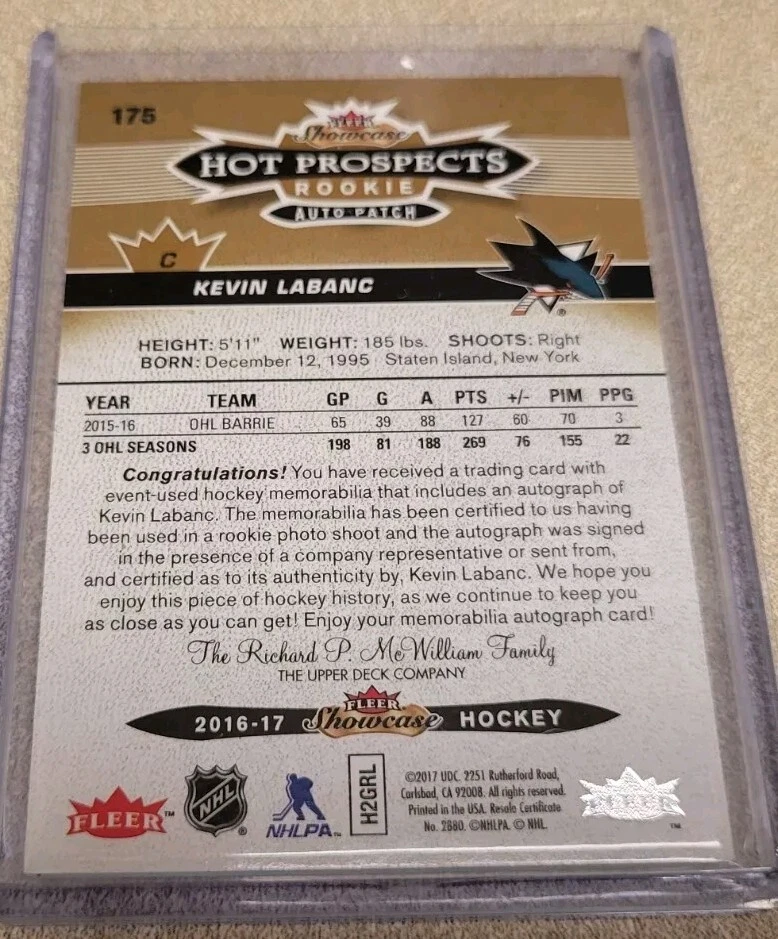 175
FLEER
Showcase
HOT PROSPECTS
ROOKIE
AUTO PATCH
C
KEVIN LABANC
HEIGHT: 5'11" WEIGHT: 185 lbs. SHOOTS: Right
BORN: December 12, 1995 Staten Island, New York
YEAR TEAM GP G A PTS +/- PIM PPG
2015-16 OHL BARRIE 65 39 88 127 60 70 3
3 OHL SEASONS 198 81 188 269 76 155 22
Congratulations! You have received a trading card with
event-used hockey memorabilia that includes an autograph of
Kevin Labanc. The memorabilia has been certified to us having
been used in a rookie photo shoot and the autograph was signed
in the presence of a company representative or sent from,
and certified as to its authenticity by, Kevin Labanc. We hope you
enjoy this piece of hockey history, as we continue to keep you
as close as you can get! Enjoy your memorabilia autograph card!
The Richard P. McWilliam Family
THE UPPER DECK COMPANY
FLEER
2016-17 Showcase HOCKEY
FLEER™
NHL®
NHLPA™
H2GRL
©2017 UDC. 2251 Rutherford Road,
Carlsbad, CA 92008. All rights reserved.
Printed in the USA. Resale Certificate
No. 2880. ©NHLPA. © NHL.
FLEER
™